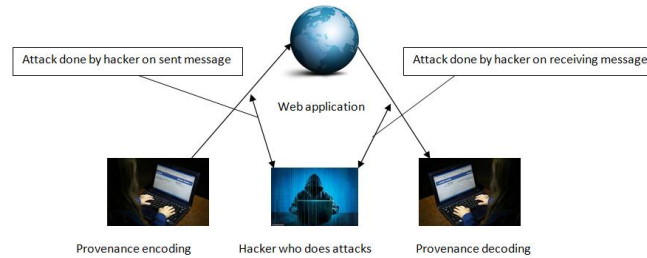 Attack done by hacker on sent message
Attack done by hacker on receiving message
Web application
Provenance encoding
Hacker who does attacks
Provenance decoding